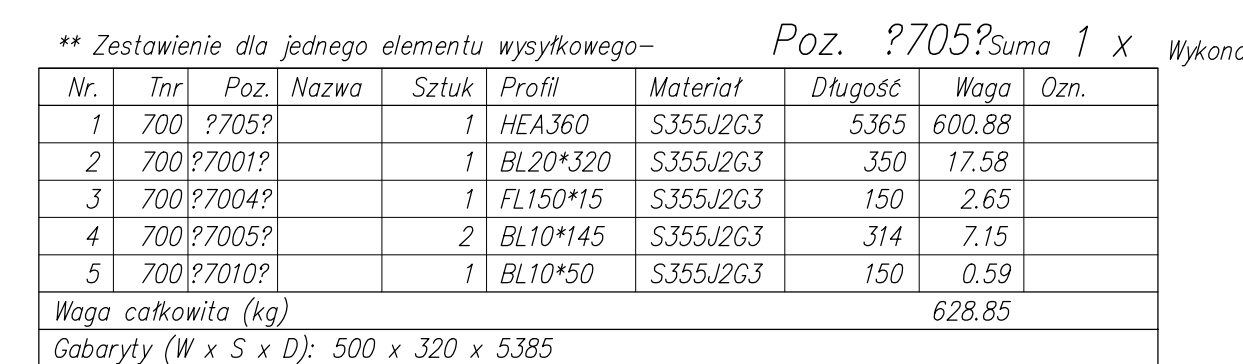 ** Zestawienie dla jednego elementu wysyłkowego– Poz. ?705? Suma 1 x Wykona
Nr. Tnr Poz. Nazwa Sztuk Profil Materiał Długość Waga Ozn.
1 700 ?705? 1 HEA360 S355J2G3 5365 600.88
2 700 ?7001? 1 BL20*320 S355J2G3 350 17.58
3 700 ?7004? 1 FL150*15 S355J2G3 150 2.65
4 700 ?7005? 2 BL10*145 S355J2G3 314 7.15
5 700 ?7010? 1 BL10*50 S355J2G3 150 0.59
Waga całkowita (kg) 628.85
Gabaryty (W x S x D): 500 x 320 x 5385